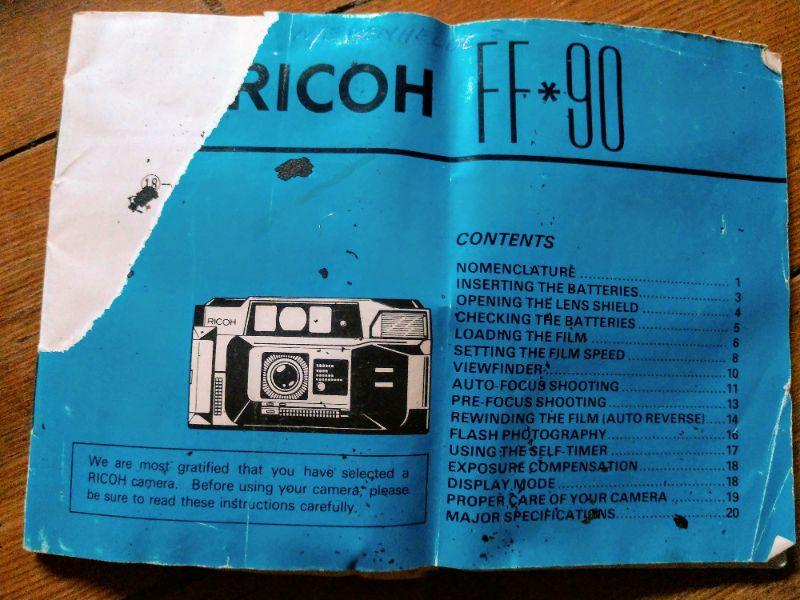 RICOH FF*90
19
RICOH
We are most gratified that you have selected a
RICOH camera. Before using your camera, please
be sure to read these instructions carefully.
CONTENTS
NOMENCLATURE 1
INSERTING THE BATTERIES 3
OPENING THE LENS SHIELD 4
CHECKING THE BATTERIES 5
LOADING THE FILM 6
SETTING THE FILM SPEED 8
VIEWFINDER 10
AUTO-FOCUS SHOOTING 11
PRE-FOCUS SHOOTING 13
REWINDING THE FILM (AUTO REVERSE) 14
FLASH PHOTOGRAPHY 16
USING THE SELF-TIMER 17
EXPOSURE COMPENSATION 18
DISPLAY MODE 18
PROPER CARE OF YOUR CAMERA 19
MAJOR SPECIFICATIONS 20